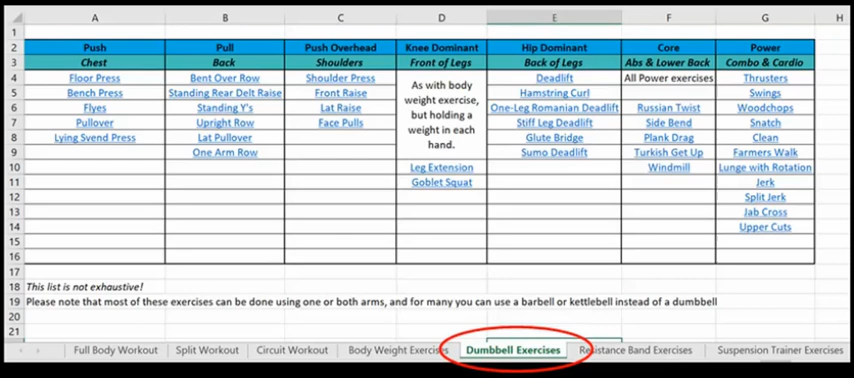 A B C D E F G H
1
2 Push Pull Push Overhead Knee Dominant Hip Dominant Core Power
3 Chest Back Shoulders Front of Legs Back of Legs Abs & Lower Back Combo & Cardio
4 Floor Press Bent Over Row Shoulder Press As with body Deadlift All Power exercises Thrusters
5 Bench Press Standing Rear Delt Raise Front Raise weight exercise, Hamstring Curl Swings
6 Flyes Standing Y's Lat Raise but holding a One-Leg Romanian Deadlift Russian Twist Woodchops
7 Pullover Upright Row Face Pulls weight in each Stiff Leg Deadlift Side Bend Snatch
8 Lying Svend Press Lat Pullover hand. Glute Bridge Plank Drag Clean
9 One Arm Row Sumo Deadlift Turkish Get Up Farmers Walk
10 Leg Extension Windmill Lunge with Rotation
11 Goblet Squat Jerk
12 Split Jerk
13 Jab Cross
14 Upper Cuts
15
16
17
18 This list is not exhaustive!
19 Please note that most of these exercises can be done using one or both arms, and for many you can use a barbell or kettlebell instead of a dumbbell
20
21
Full Body Workout Split Workout Circuit Workout Body Weight Exercises Dumbbell Exercises Resistance Band Exercises Suspension Trainer Exercises